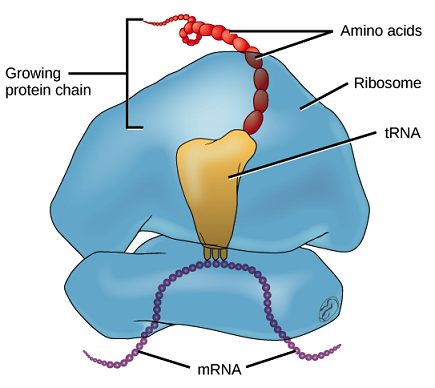 Amino acids
Growing
protein chain
Ribosome
tRNA
mRNA